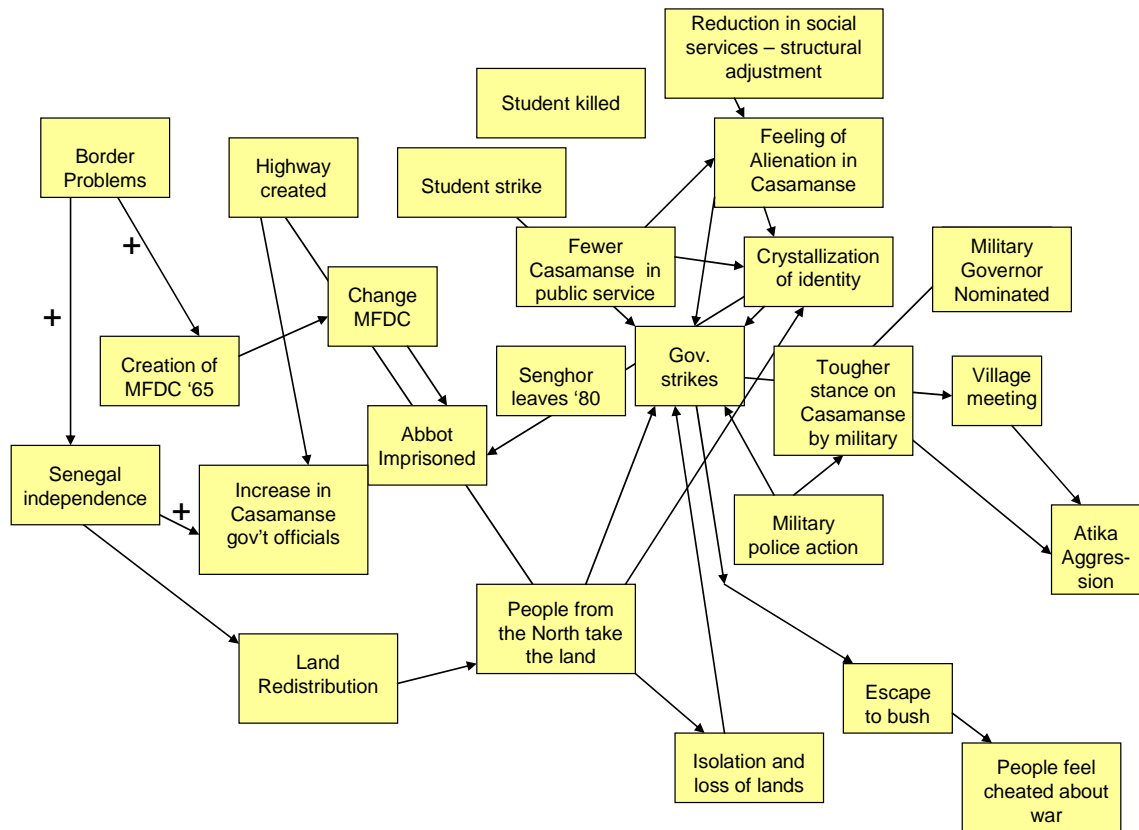 Reduction in social
services – structural
adjustment
Student killed
Border
Problems
Highway
created
Student strike
Feeling of
Alienation in
Casamanse
+
+
Fewer
Casamanse in
public service
Crystallization
of identity
Military
Governor
Nominated
Change
MFDC
Creation of
MFDC ‘65
Senghor
leaves ‘80
Gov.
strikes
Tougher
stance on
Casamanse
by military
Village
meeting
Abbot
Imprisoned
Senegal
independence
+
Increase in
Casamanse
gov’t officials
Military
police action
Atika
Aggres-
sion
People from
the North take
the land
Land
Redistribution
Escape
to bush
Isolation and
loss of lands
People feel
cheated about
war